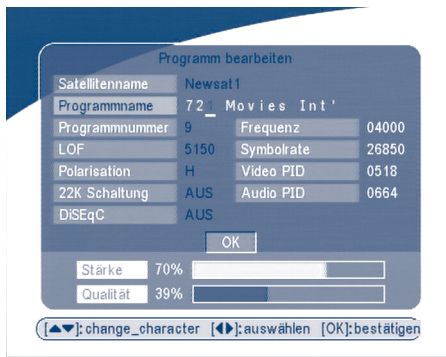 Programm bearbeiten
Satellitenname Newsat1
Programmname 72_ Movies Int'
Programmnummer 9 Frequenz 04000
LOF 5150 Symbolrate 26850
Polarisation H Video PID 0518
22K Schaltung AUS Audio PID 0664
DiSEqC AUS
OK
Stärke 70%
Qualität 39%
[▲▼]:change_character [◀▶]:auswählen [OK]:bestätigen